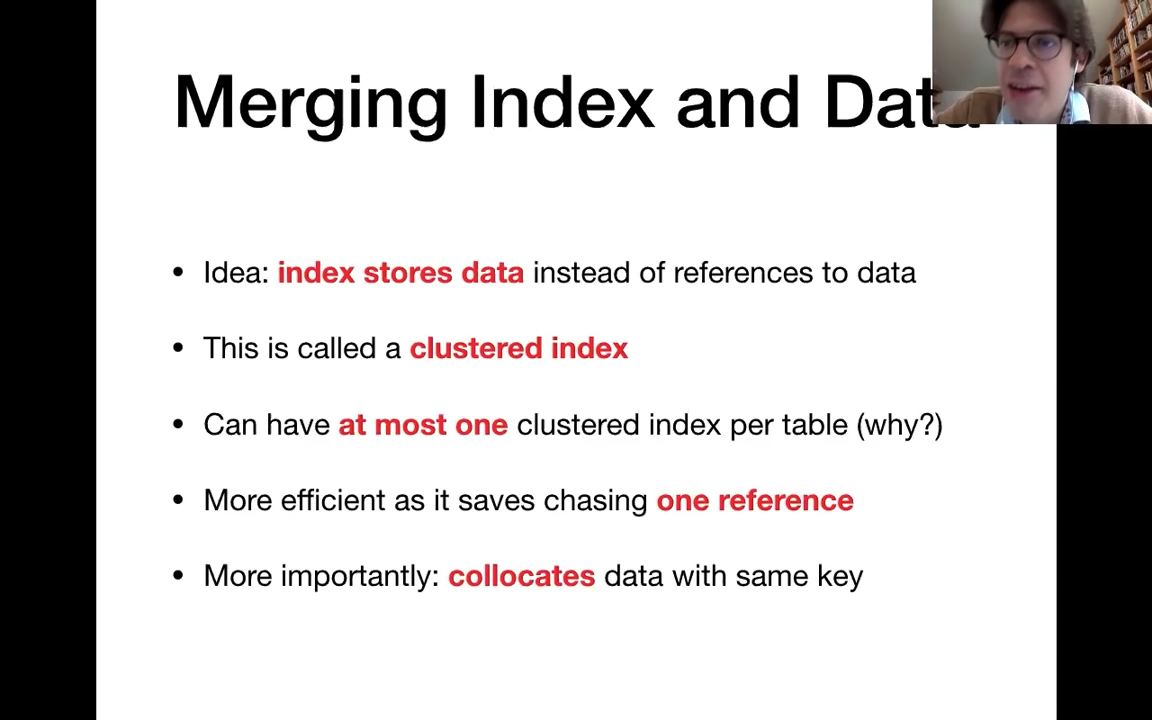 Merging Index and Data
• Idea: index stores data instead of references to data
• This is called a clustered index
• Can have at most one clustered index per table (why?)
• More efficient as it saves chasing one reference
• More importantly: collocates data with same key